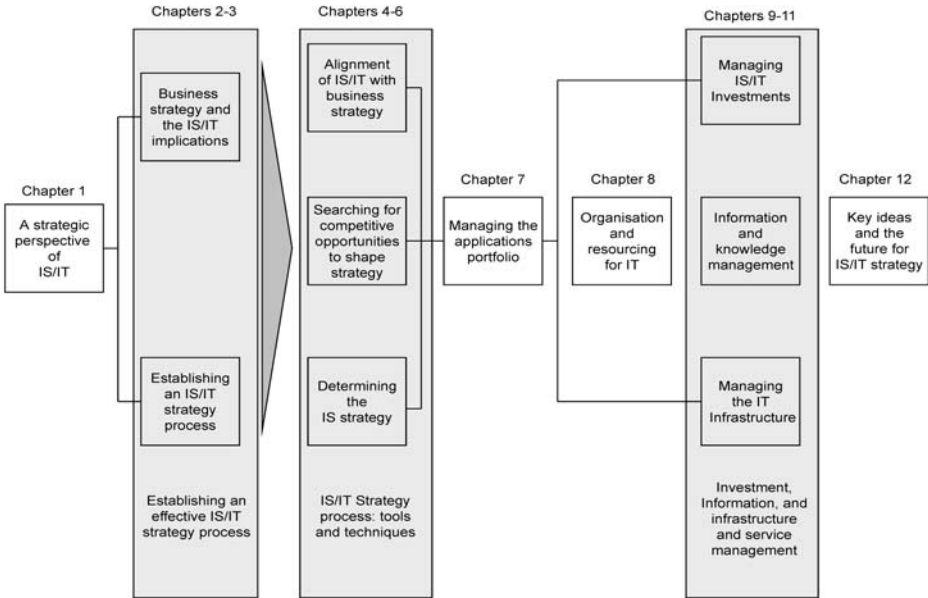 Chapter 1
A strategic
perspective
of
IS/IT
Chapters 2-3
Business
strategy and
the IS/IT
implications
Establishing
an IS/IT
strategy
process
Establishing an
effective IS/IT
strategy process
Chapters 4-6
Alignment
of IS/IT with
business
strategy
Searching for
competitive
opportunities
to shape
strategy
Determining
the
IS strategy
IS/IT Strategy
process: tools
and techniques
Chapter 7
Managing the
applications
portfolio
Chapter 8
Organisation
and
resourcing
for IT
Chapters 9-11
Managing
IS/IT
Investments
Information
and
knowledge
management
Managing
the IT
Infrastructure
Investment,
Information, and
infrastructure
and service
management
Chapter 12
Key ideas
and the
future for
IS/IT strategy